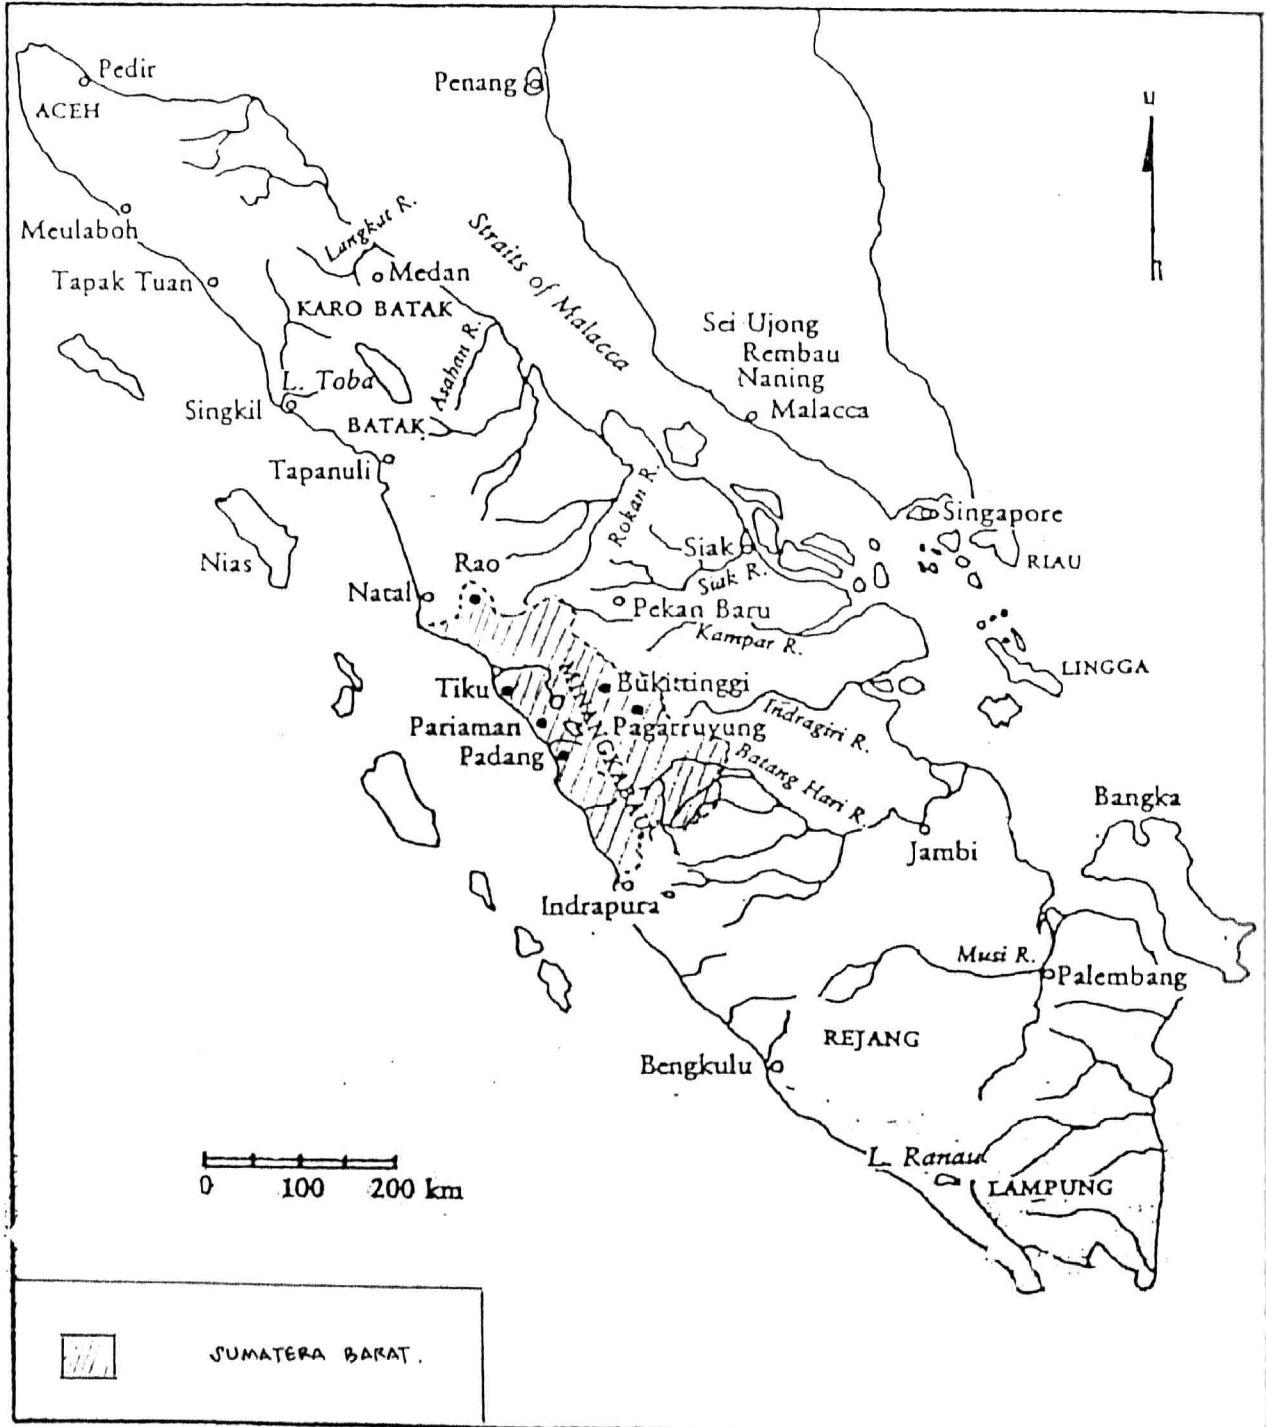 Pedir
Penang
ACEH
Meulaboh
Langkat R.
Straits of Malacca
Tapak Tuan
Medan
KARO BATAK
Sei Ujong
Rembau
Naning
Malacca
Asahan R.
L. Toba
Singkil
BATAK
Tapanuli
Rokan R.
Singapore
Siak
RIAU
Nias
Rao
Siak R.
Natal
Pekan Baru
Kampar R.
LINGGA
Tiku
Bukittinggi
MINANGKABAU
Pariaman
Pagarruyung
Indragiri R.
Padang
Batang Hari R.
Bangka
Jambi
Indrapura
Musi R.
Palembang
REJANG
Bengkulu
L. Ranau
LAMPUNG
0 100 200 km
SUMATERA BARAT.